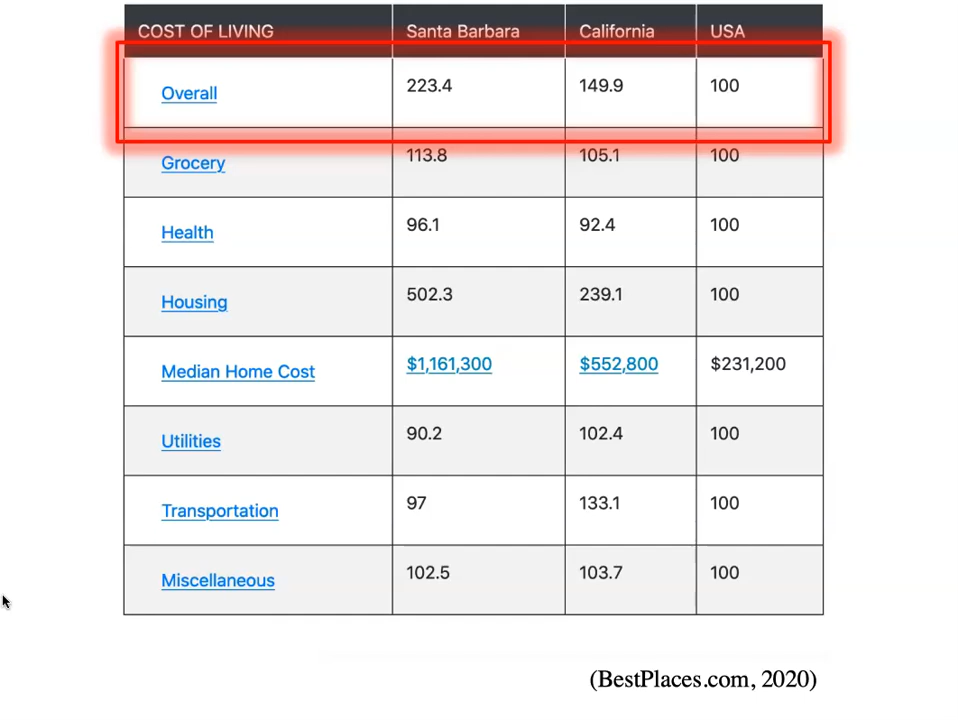 COST OF LIVING Santa Barbara California USA
Overall 223.4 149.9 100
Grocery 113.8 105.1 100
Health 96.1 92.4 100
Housing 502.3 239.1 100
Median Home Cost $1,161,300 $552,800 $231,200
Utilities 90.2 102.4 100
Transportation 97 133.1 100
Miscellaneous 102.5 103.7 100
(BestPlaces.com, 2020)